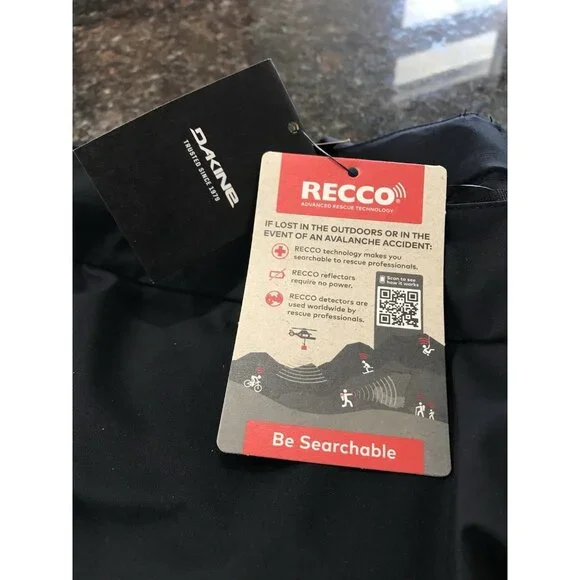 DAKINE
TRUSTED SINCE 1979
RECCO®
ADVANCED RESCUE TECHNOLOGY
IF LOST IN THE OUTDOORS OR IN THE
EVENT OF AN AVALANCHE ACCIDENT:
RECCO technology makes you
searchable to rescue professionals.
RECCO reflectors
require no power.
RECCO detectors are
used worldwide by
rescue professionals.
Scan to see
how it works
Be Searchable